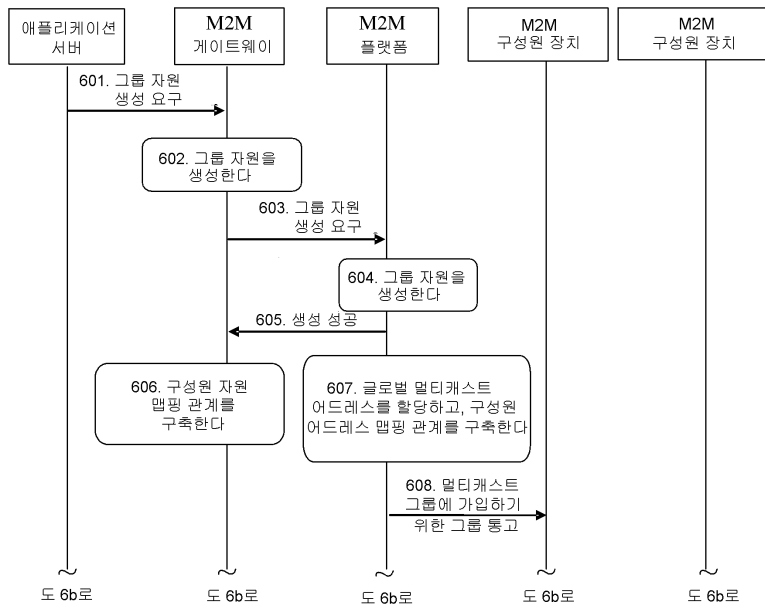 애플리케이션
서버
M2M
게이트웨이
M2M
플랫폼
M2M
구성원 장치
M2M
구성원 장치
601. 그룹 자원
생성 요구
602. 그룹 자원을
생성한다
603. 그룹 자원
생성 요구
604. 그룹 자원을
생성한다
605. 생성 성공
606. 구성원 자원
맵핑 관계를
구축한다
607. 글로벌 멀티캐스트
어드레스를 할당하고, 구성원
어드레스 맵핑 관계를 구축한다
608. 멀티캐스트
그룹에 가입하기
위한 그룹 통고
도 6b로
도 6b로
도 6b로
도 6b로
도 6b로